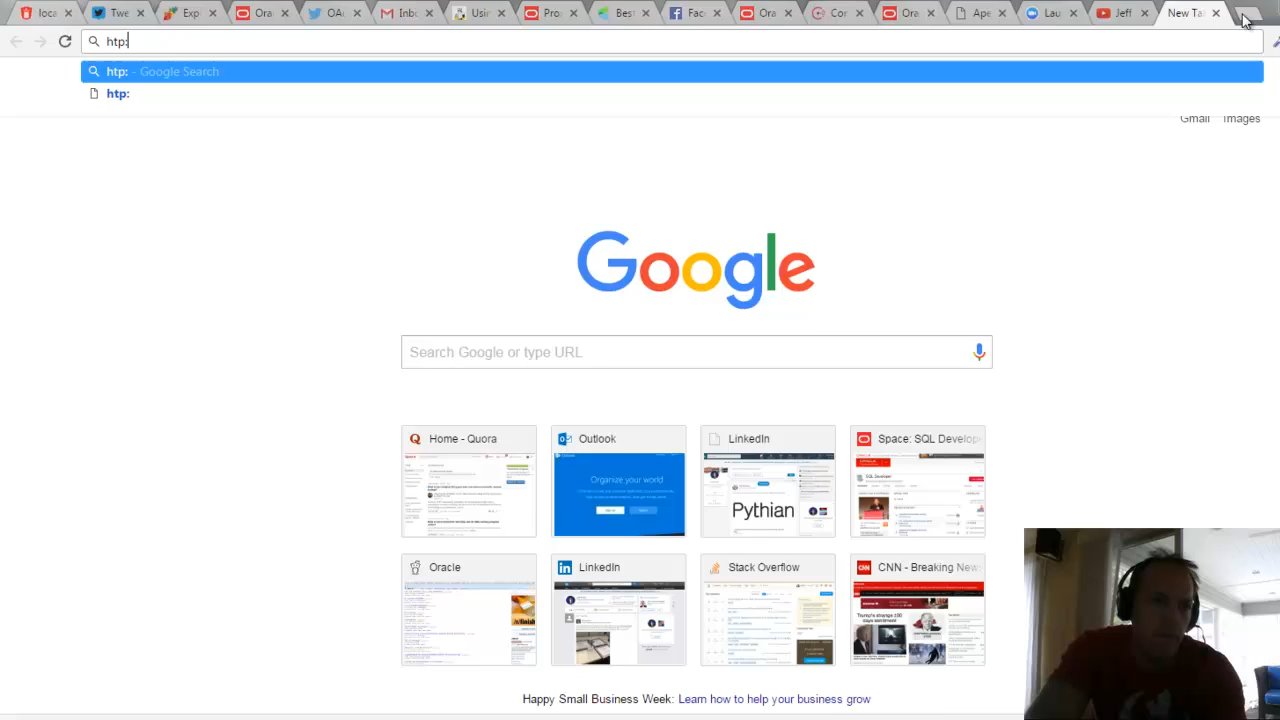 loca Twe Exp Ora OAu Inb Usin Pro Best Fac Ora Cor Ora Ape Lau Jeff New Ta
htp:
htp: - Google Search
htp:
Gmail Images
Google
Search Google or type URL
Home - Quora Outlook LinkedIn Space: SQL Develop
Organize your world
Pythian
Oracle LinkedIn Stack Overflow CNN - Breaking News
Happy Small Business Week: Learn how to help your business grow